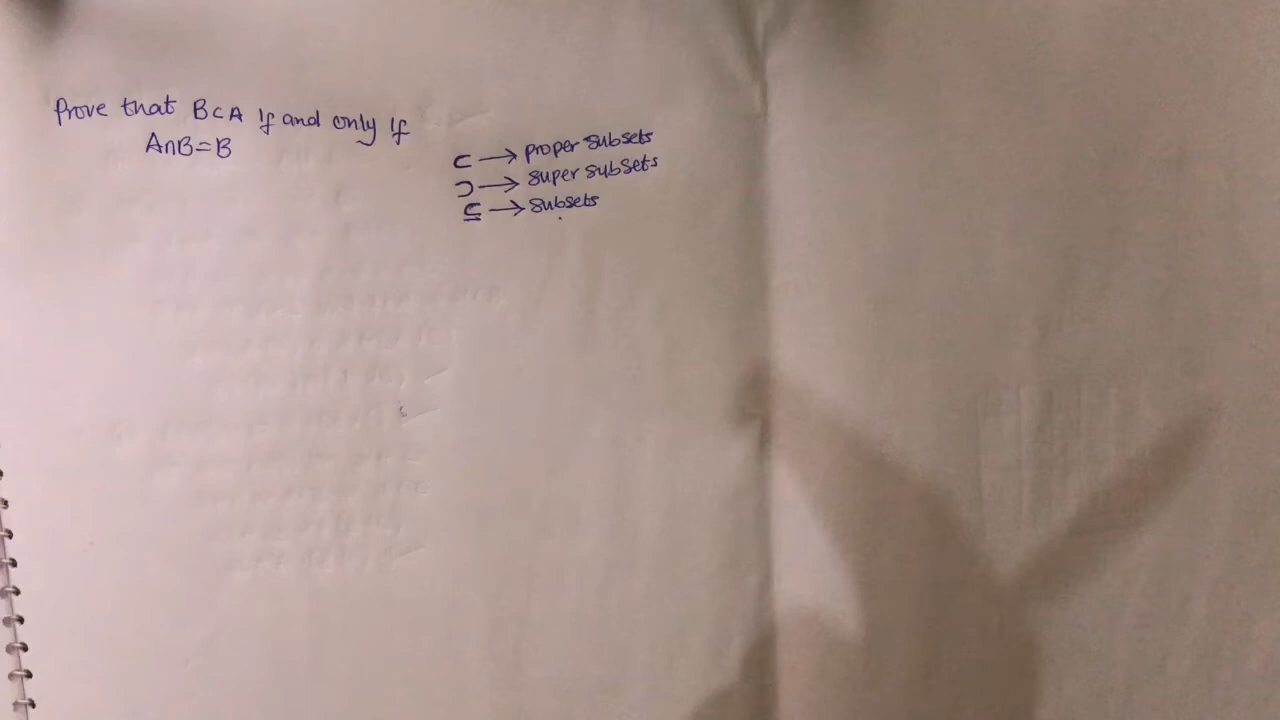 Prove that B⊂A If and only If
A∩B=B
⊂ → proper subsets
⊃ → super subsets
⊆ → subsets